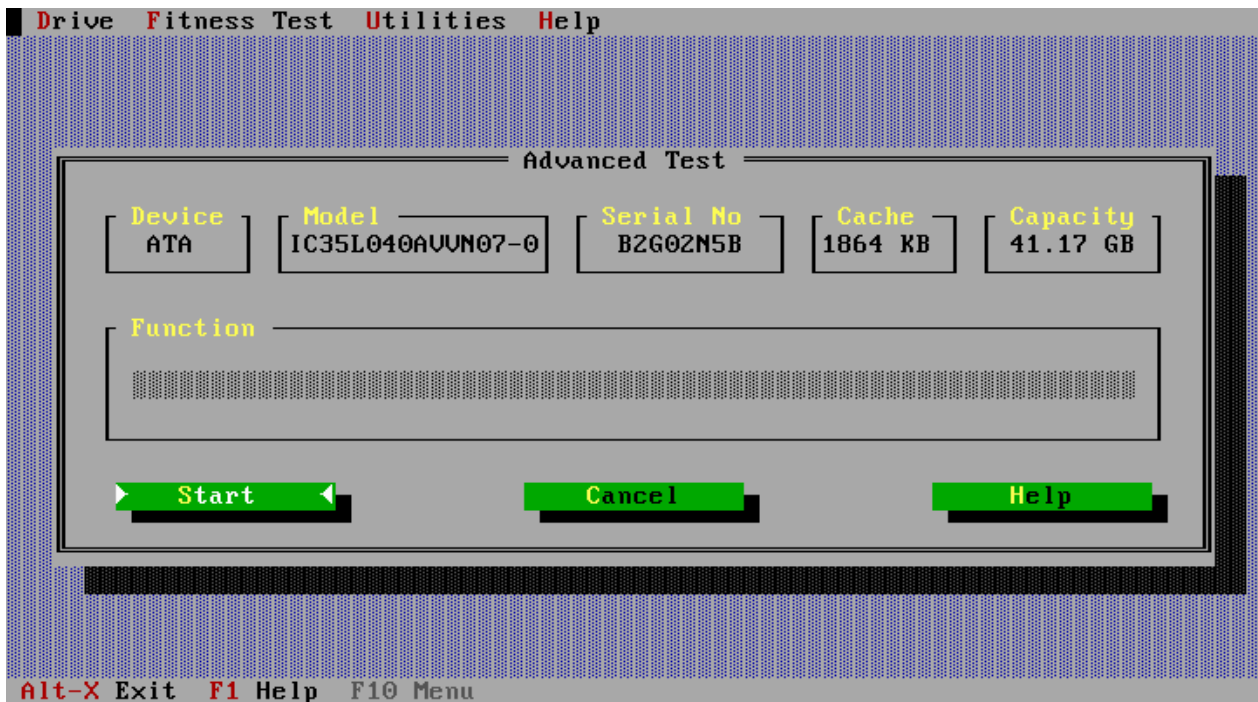 Drive Fitness Test Utilities Help
Advanced Test
Device Model Serial No Cache Capacity
ATA IC35L040AVVN07-0 B2G02N5B 1864 KB 41.17 GB
Function
Start Cancel Help
Alt-X Exit F1 Help F10 Menu